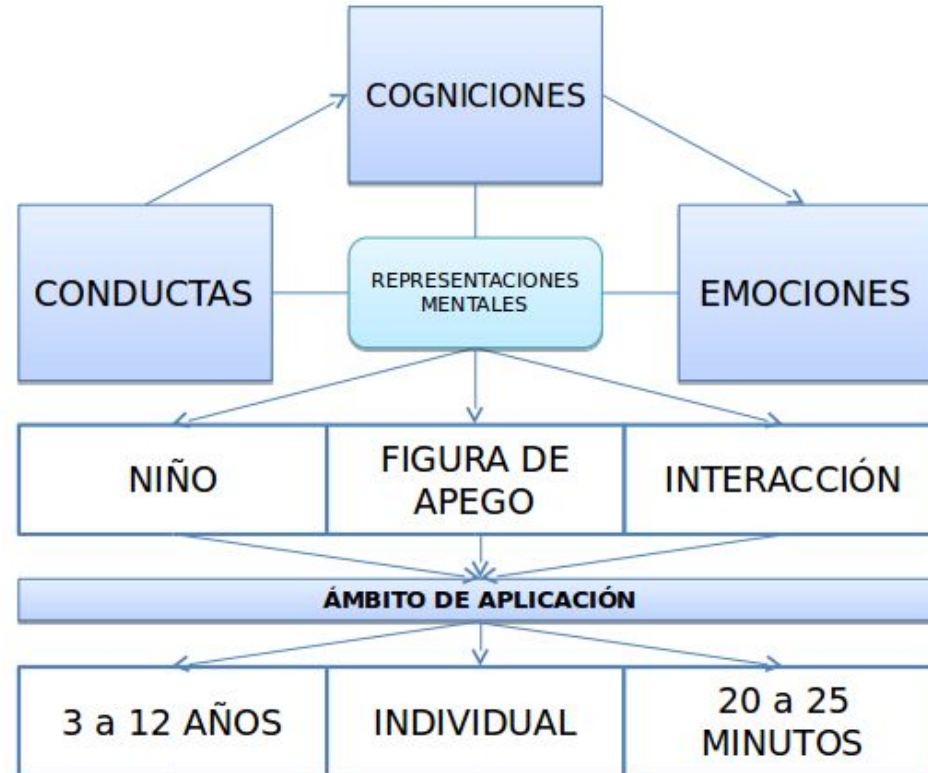 COGNICIONES
CONDUCTAS
REPRESENTACIONES
MENTALES
EMOCIONES
NIÑO
FIGURA DE
APEGO
INTERACCIÓN
ÁMBITO DE APLICACIÓN
3 a 12 AÑOS
INDIVIDUAL
20 a 25
MINUTOS